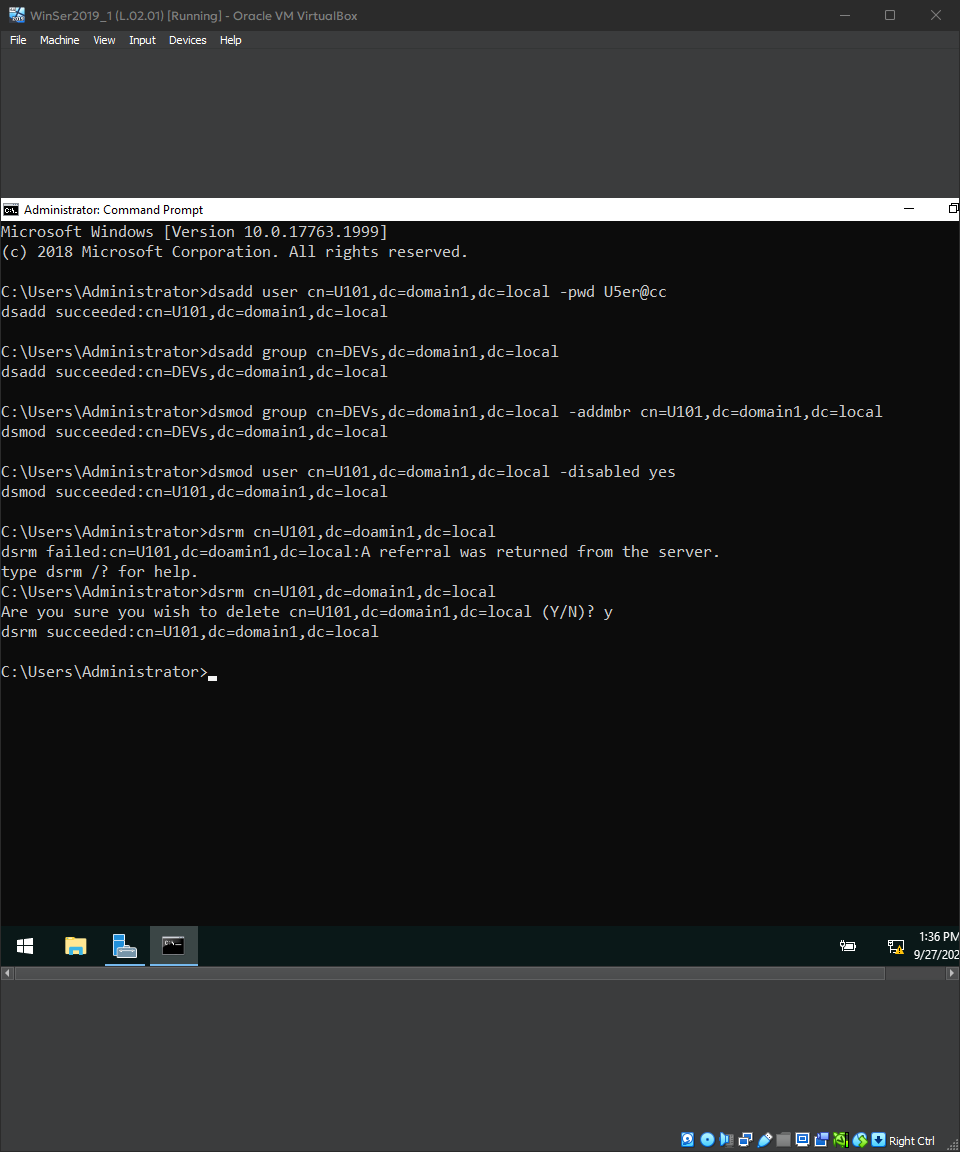 WinSer2019_1 (L.02.01) [Running] - Oracle VM VirtualBox
File Machine View Input Devices Help
Administrator: Command Prompt
Microsoft Windows [Version 10.0.17763.1999]
(c) 2018 Microsoft Corporation. All rights reserved.
C:\Users\Administrator>dsadd user cn=U101,dc=domain1,dc=local -pwd U5er@cc
dsadd succeeded:cn=U101,dc=domain1,dc=local
C:\Users\Administrator>dsadd group cn=DEVs,dc=domain1,dc=local
dsadd succeeded:cn=DEVs,dc=domain1,dc=local
C:\Users\Administrator>dsmod group cn=DEVs,dc=domain1,dc=local -addmbr cn=U101,dc=domain1,dc=local
dsmod succeeded:cn=DEVs,dc=domain1,dc=local
C:\Users\Administrator>dsmod user cn=U101,dc=domain1,dc=local -disabled yes
dsmod succeeded:cn=U101,dc=domain1,dc=local
C:\Users\Administrator>dsrm cn=U101,dc=doamin1,dc=local
dsrm failed:cn=U101,dc=doamin1,dc=local:A referral was returned from the server.
type dsrm /? for help.
C:\Users\Administrator>dsrm cn=U101,dc=domain1,dc=local
Are you sure you wish to delete cn=U101,dc=domain1,dc=local (Y/N)? y
dsrm succeeded:cn=U101,dc=domain1,dc=local
C:\Users\Administrator>
1:36 PM
9/27/202
Right Ctrl